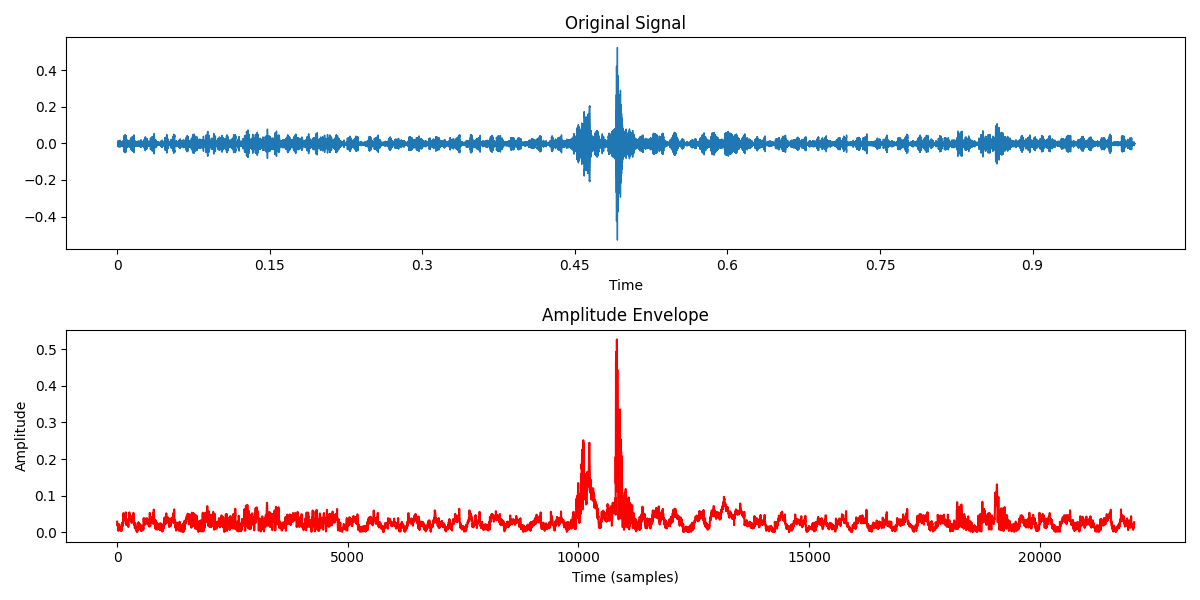 Original Signal
0.4
0.2
0.0
−0.2
−0.4
0 0.15 0.3 0.45 0.6 0.75 0.9
Time
Amplitude Envelope
Amplitude
0.5
0.4
0.3
0.2
0.1
0.0
0 5000 10000 15000 20000
Time (samples)